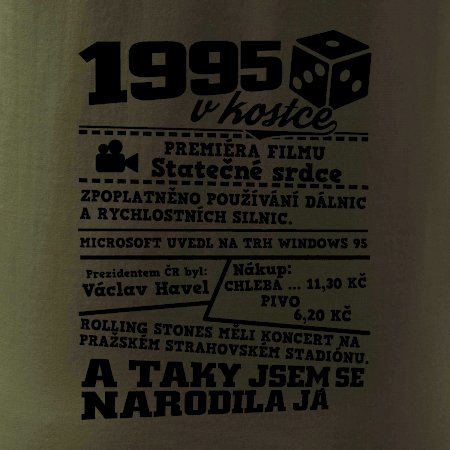 1995
v kostce
PREMIÉRA FILMU
Statečné srdce
ZPOPLATNĚNO POUŽÍVÁNÍ DÁLNIC
A RYCHLOSTNÍCH SILNIC.
MICROSOFT UVEDL NA TRH WINDOWS 95
Prezidentem ČR byl:
Václav Havel
Nákup:
CHLEBA ... 11,30 KČ
PIVO
6,20 KČ
ROLLING STONES MĚLI KONCERT NA
PRAŽSKÉM STRAHOVSKÉM STADIÓNU.
A TAKY JSEM SE
NARODILA JÁ